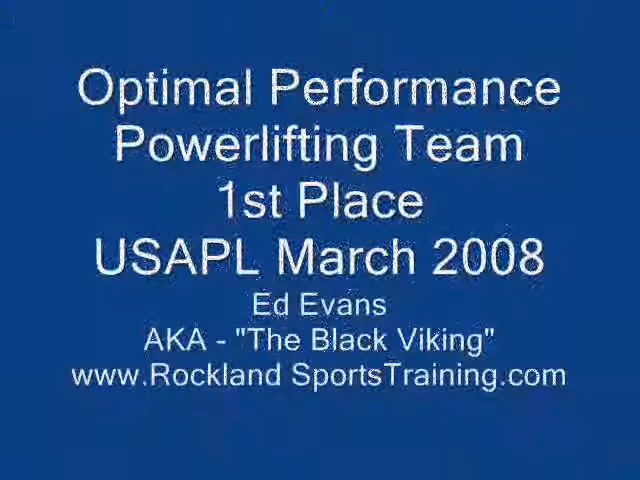 Optimal Performance
Powerlifting Team
1st Place
USAPL March 2008
Ed Evans
AKA - "The Black Viking"
www.Rockland SportsTraining.com